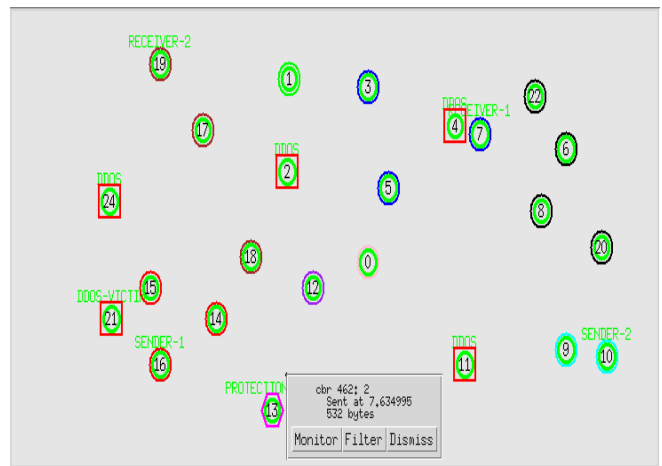 RECEIVER-2
19
1
3
22
DDOS
RECEIVER-1
4
7
17
6
DDOS
2
5
DDOS
24
8
20
18
0
15
12
DDOS-VICTI
21
14
SENDER-1
16
DDOS
11
9
SENDER-2
10
PROTECTION
13
cbr 462: 2
Sent at 7.634995
532 bytes
Monitor Filter Dismiss